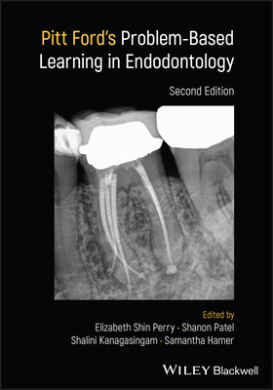 Pitt Ford's Problem-Based
Learning in Endodontology
Second Edition
Edited by
Elizabeth Shin Perry · Shanon Patel
Shalini Kanagasingam · Samantha Hamer
WILEY Blackwell